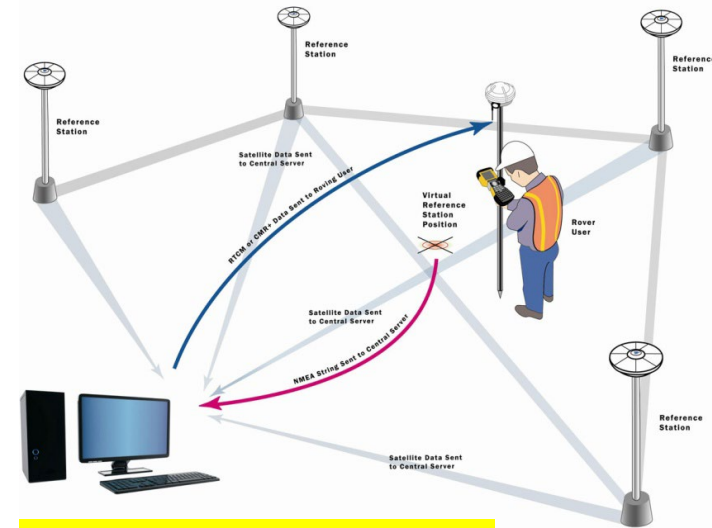 Reference
Station
Reference
Station
Reference
Station
Satellite Data Sent
to Central Server
RTCM or CMR+ Data Sent to Roving User
Virtual
Reference
Station
Position
Rover
User
Satellite Data Sent
to Central Server
NMEA String Sent to Central Server
Reference
Station
Satellite Data Sent
to Central Server